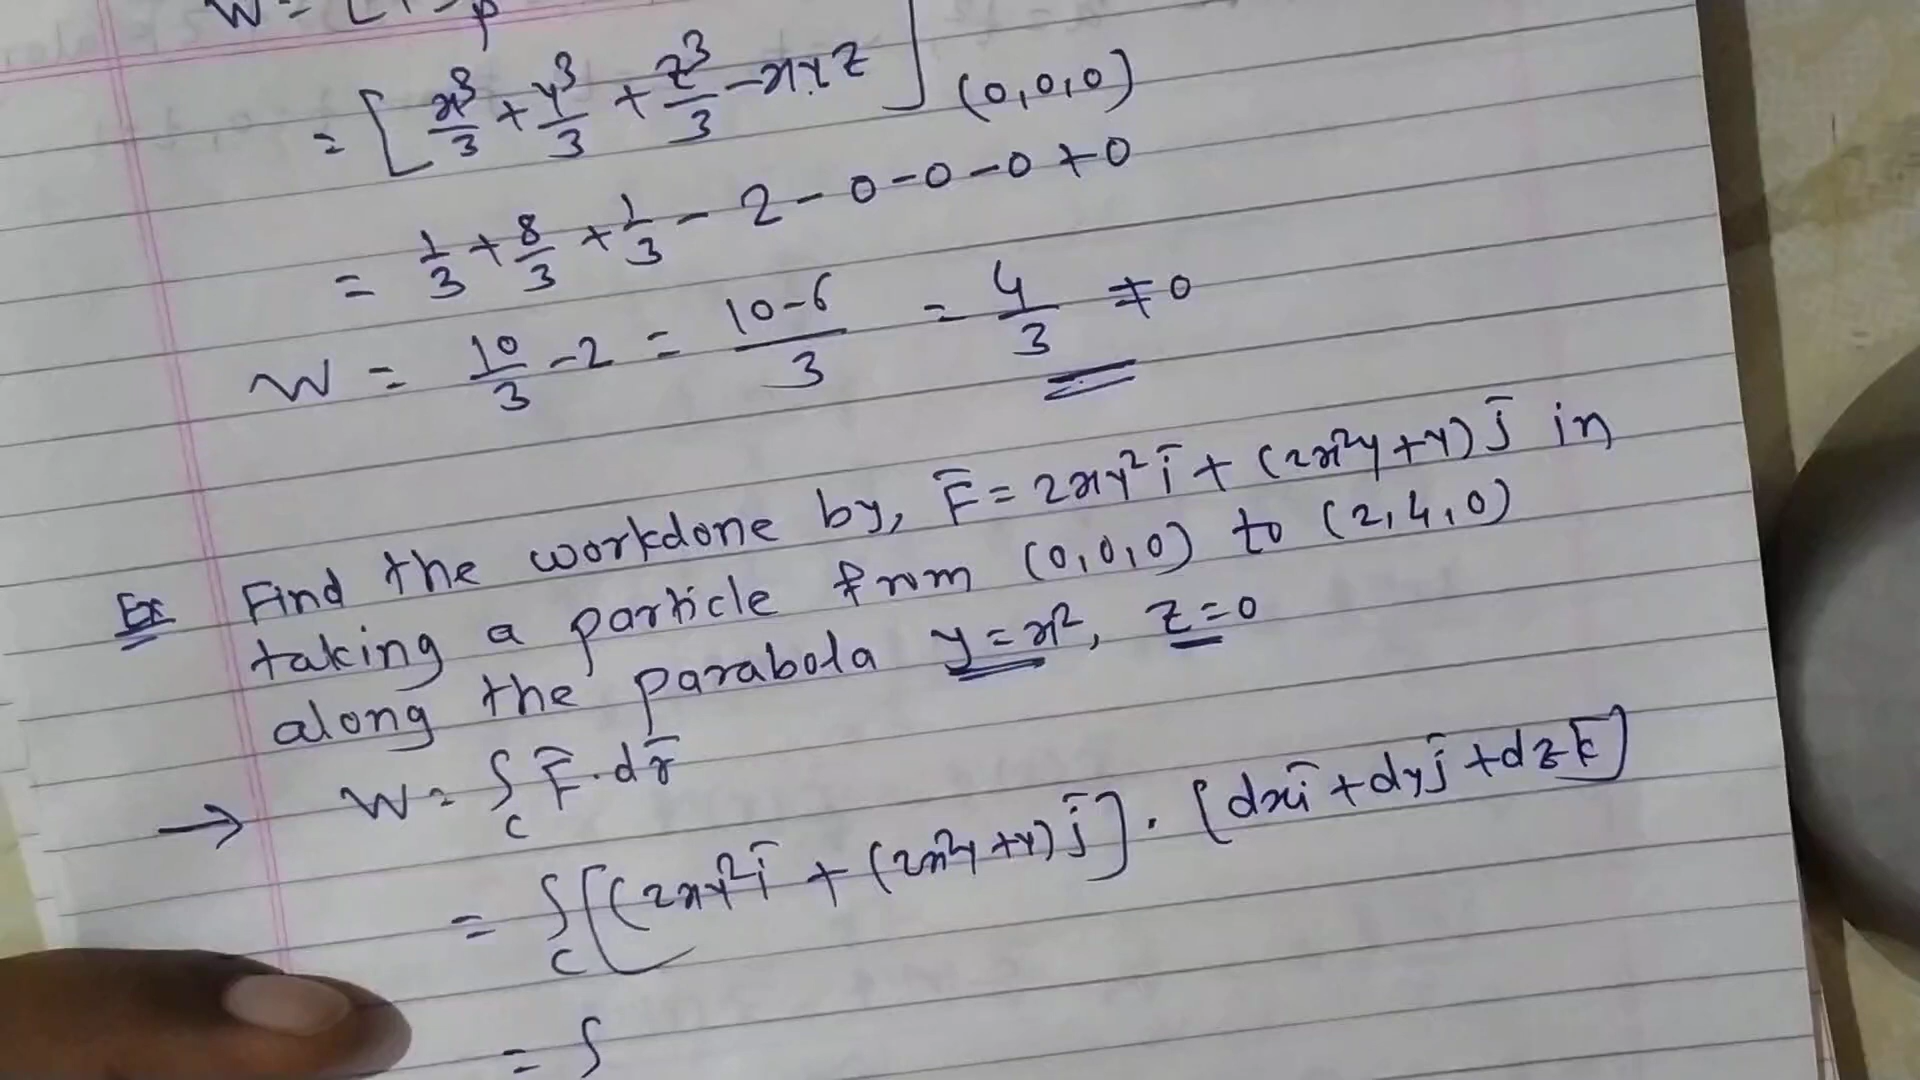 = [x³/3 + y³/3 + z³/3 - xyz] (0,0,0)
= 1/3 + 8/3 + 1/3 - 2 - 0 - 0 - 0 + 0
W = 10/3 - 2 = 10-6/3 = 4/3 ≠ 0
Ex Find the workdone by, F̄ = 2xy² ī + (2x²y+y) j̄ in
taking a particle from (0,0,0) to (2,4,0)
along the parabola y = x², z = 0
→ W = ∫c F̄ . dr̄
= ∫c [(2xy² ī + (2x²y+y) j̄] . [dx ī + dy j̄ + dz k̄]
= ∫